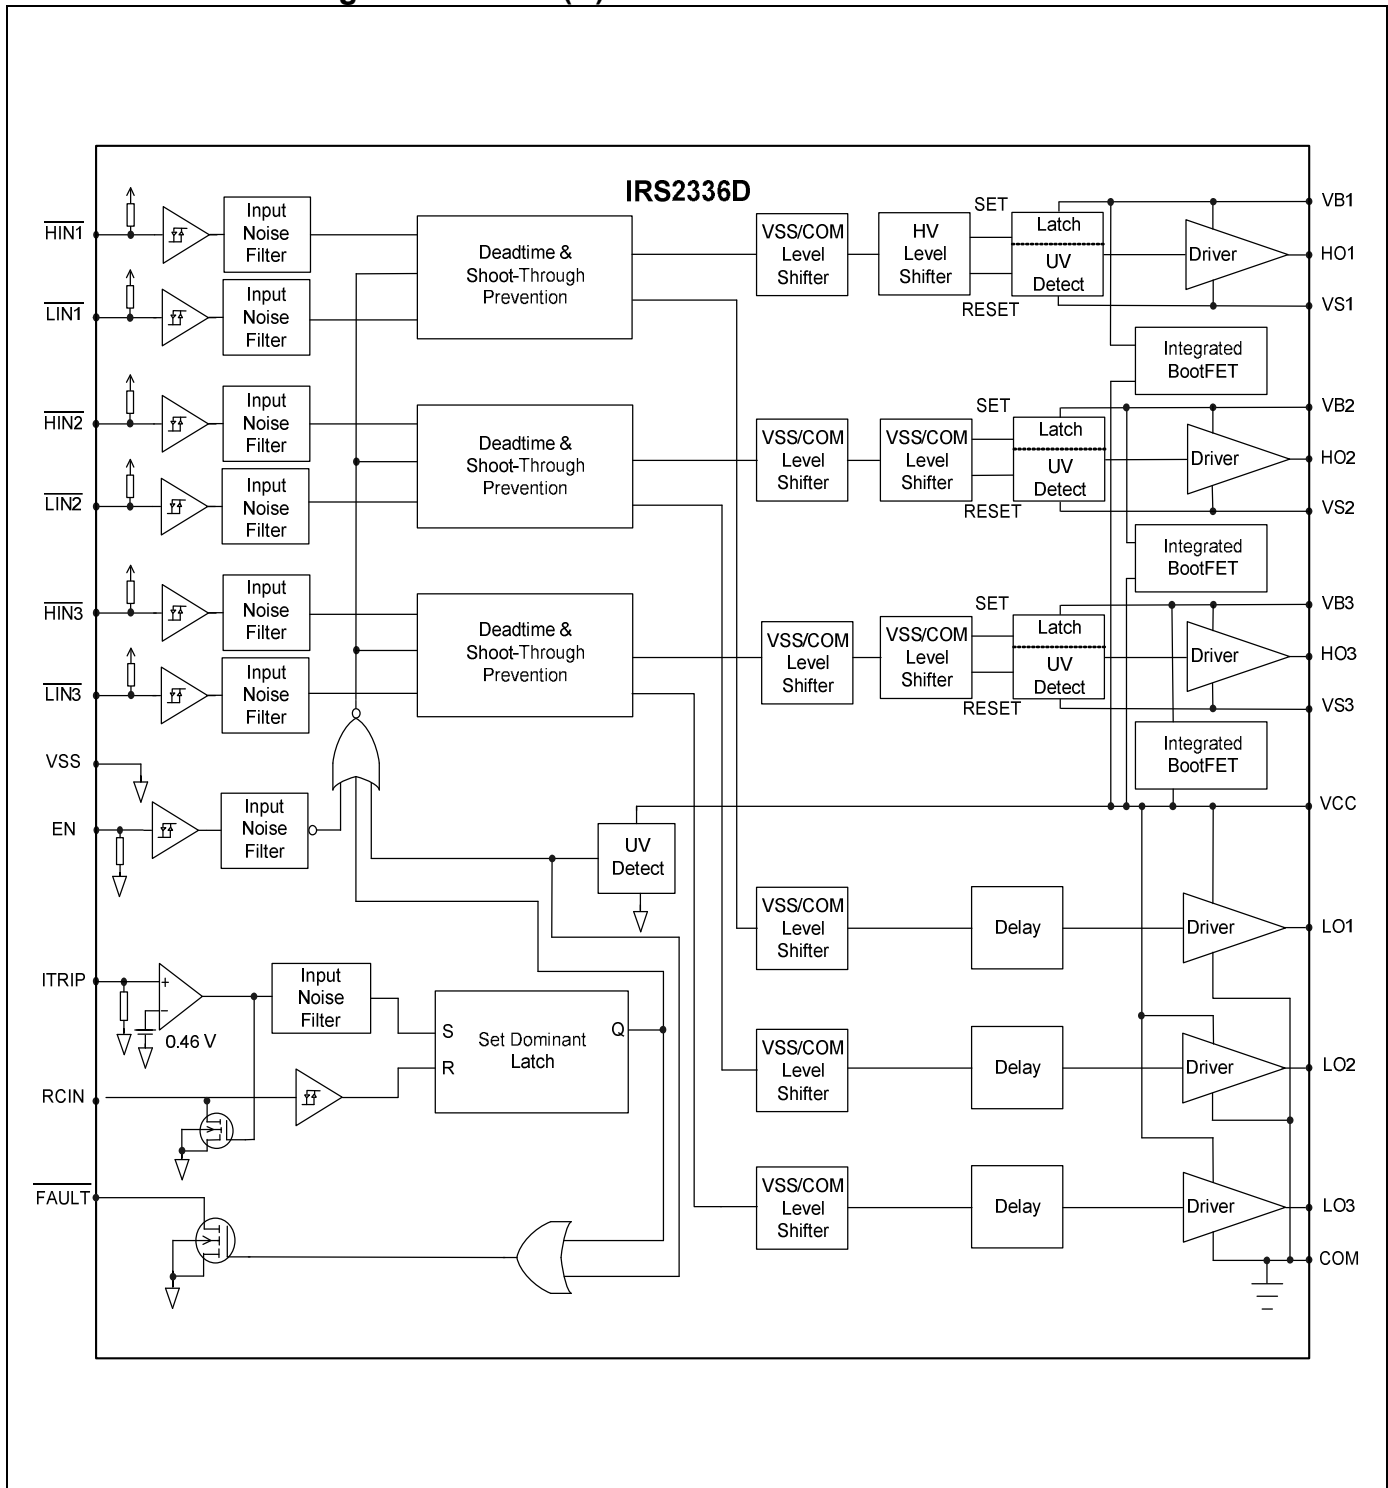 IRS2336D
HIN1
LIN1
HIN2
LIN2
HIN3
LIN3
VSS
EN
ITRIP
RCIN
FAULT
Input
Noise
Filter
Input
Noise
Filter
Input
Noise
Filter
Input
Noise
Filter
Input
Noise
Filter
Input
Noise
Filter
Input
Noise
Filter
Input
Noise
Filter
0.46 V
+
-
Deadtime &
Shoot-Through
Prevention
Deadtime &
Shoot-Through
Prevention
Deadtime &
Shoot-Through
Prevention
S
R
Q
Set Dominant
Latch
UV
Detect
VSS/COM
Level
Shifter
HV
Level
Shifter
SET
RESET
Latch
UV
Detect
Driver
Integrated
BootFET
VSS/COM
Level
Shifter
VSS/COM
Level
Shifter
SET
RESET
Latch
UV
Detect
Driver
Integrated
BootFET
VSS/COM
Level
Shifter
VSS/COM
Level
Shifter
SET
RESET
Latch
UV
Detect
Driver
Integrated
BootFET
VSS/COM
Level
Shifter
Delay
Driver
VSS/COM
Level
Shifter
Delay
Driver
VSS/COM
Level
Shifter
Delay
Driver
VB1
HO1
VS1
VB2
HO2
VS2
VB3
HO3
VS3
VCC
LO1
LO2
LO3
COM